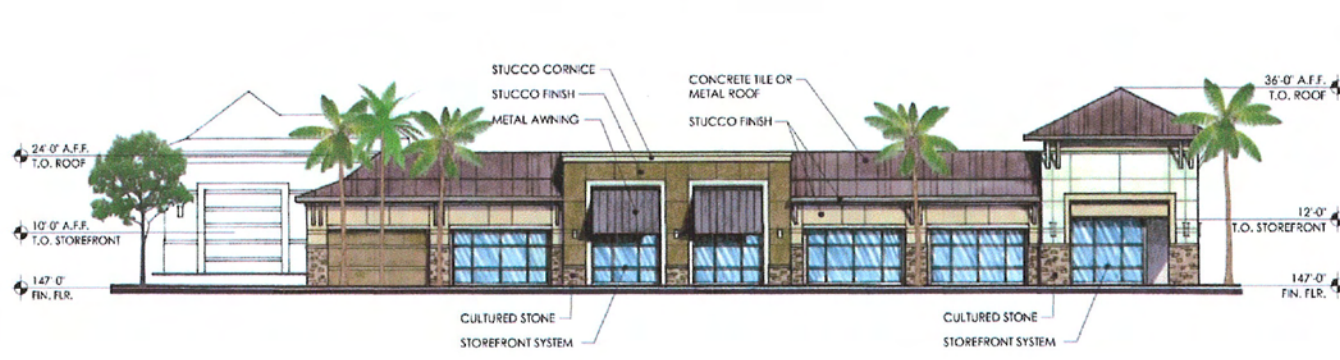 STUCCO CORNICE
STUCCO FINISH
METAL AWNING
CONCRETE TILE OR
METAL ROOF
STUCCO FINISH
36'-0" A.F.F.
T.O. ROOF
24'-0" A.F.F.
T.O. ROOF
10'-0" A.F.F.
T.O. STOREFRONT
12'-0"
T.O. STOREFRONT
147'-0"
FIN. FLR.
147'-0"
FIN. FLR.
CULTURED STONE
STOREFRONT SYSTEM
CULTURED STONE
STOREFRONT SYSTEM